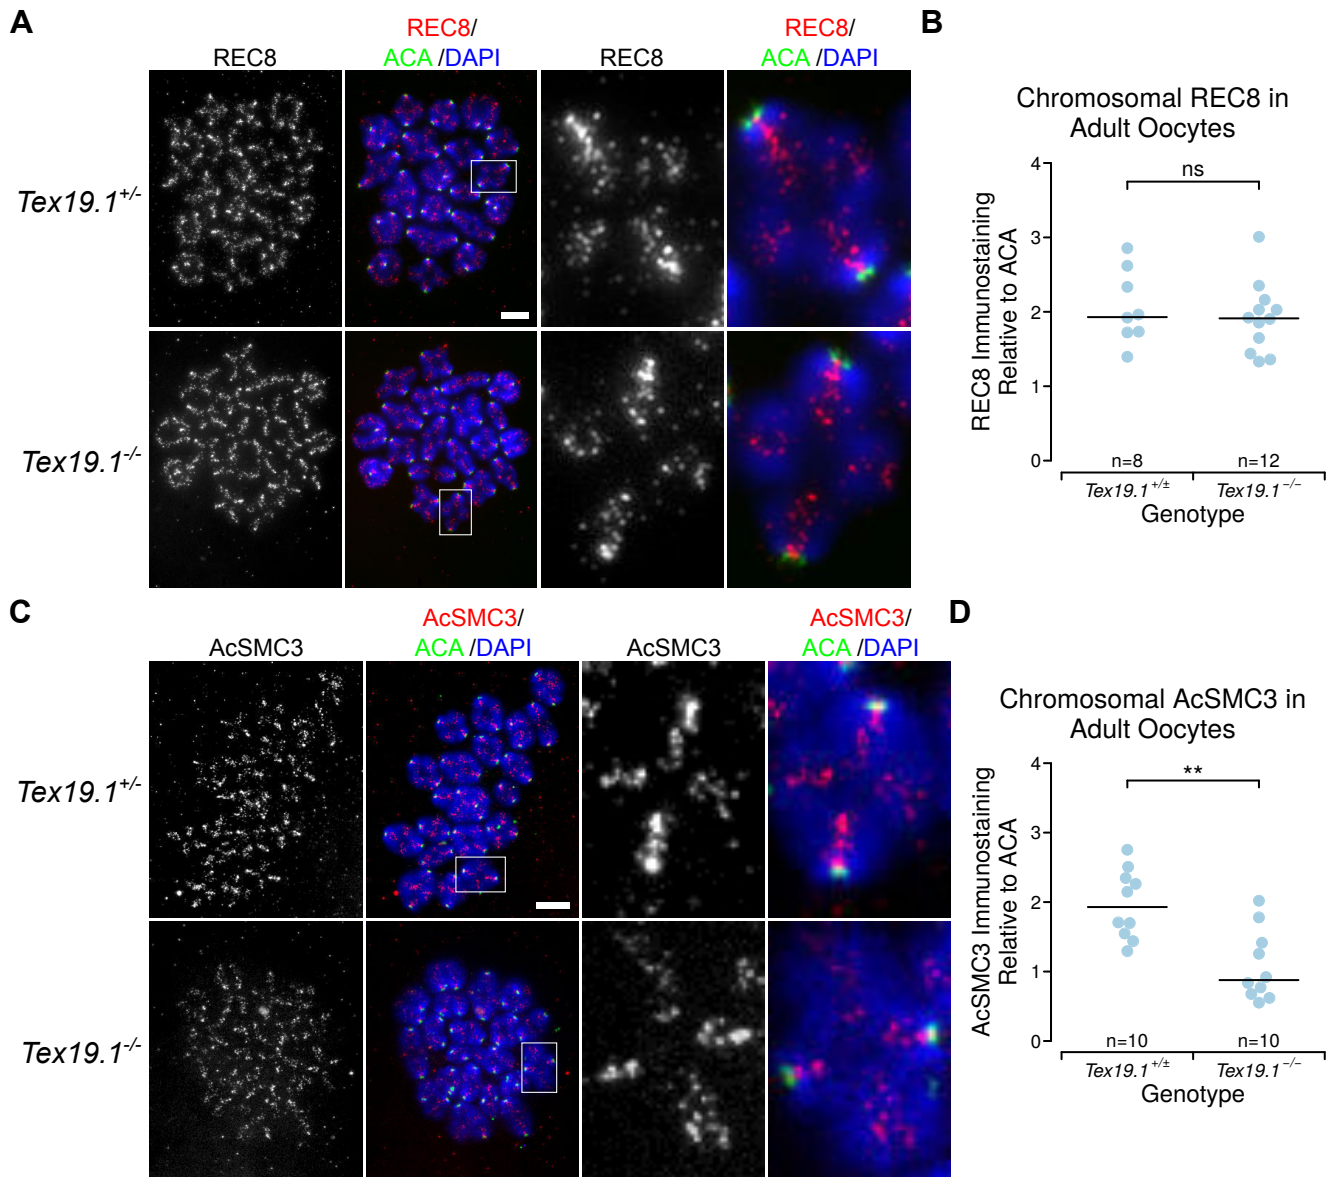 A
REC8
REC8/
ACA /DAPI
REC8
REC8/
ACA /DAPI
Tex19.1+/-
Tex19.1-/-
B
Chromosomal REC8 in
Adult Oocytes
REC8 Immunostaining
Relative to ACA
4
3
2
1
0
ns
n=8
n=12
Tex19.1+/±
Tex19.1−/−
Genotype
C
AcSMC3
AcSMC3/
ACA /DAPI
AcSMC3
AcSMC3/
ACA /DAPI
Tex19.1+/-
Tex19.1-/-
D
Chromosomal AcSMC3 in
Adult Oocytes
AcSMC3 Immunostaining
Relative to ACA
4
3
2
1
0
**
n=10
n=10
Tex19.1+/±
Tex19.1−/−
Genotype